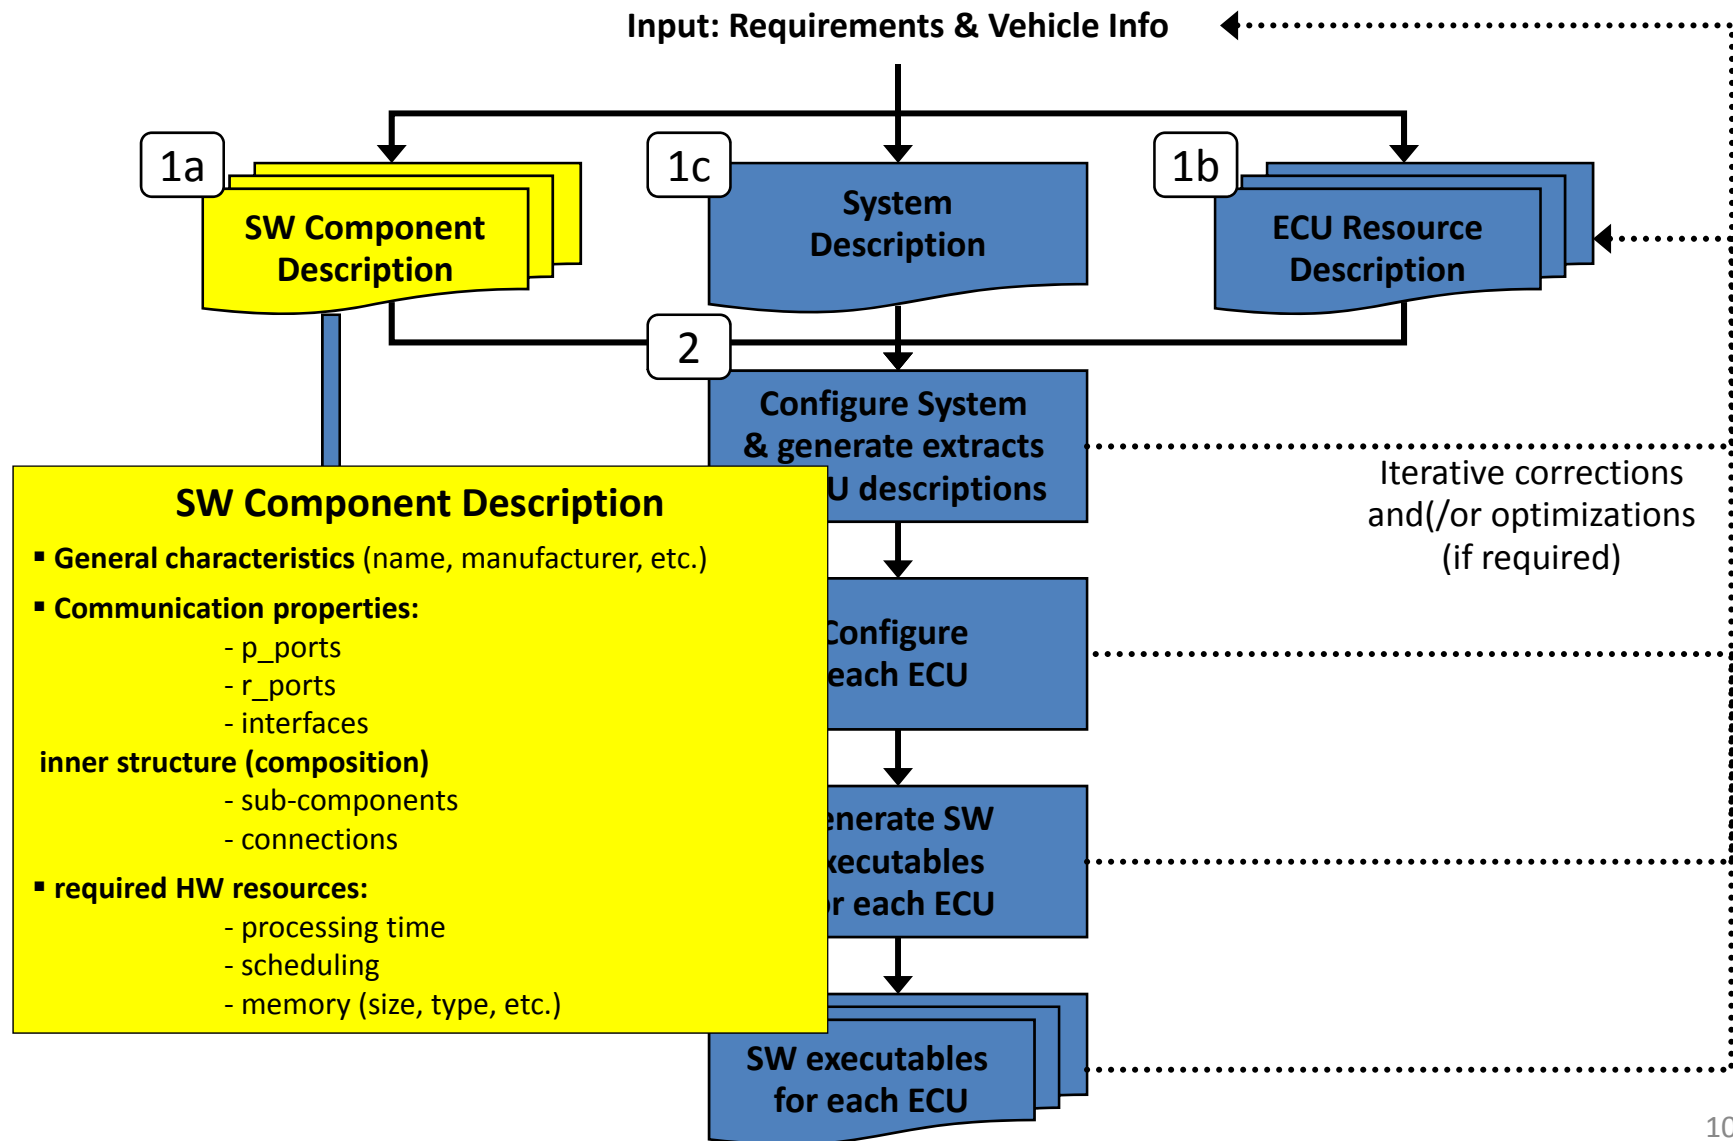 Input: Requirements & Vehicle Info
1a
SW Component
Description
1c
System
Description
1b
ECU Resource
Description
2
Configure System
& generate extracts
U descriptions
SW Component Description
▪ General characteristics (name, manufacturer, etc.)
▪ Communication properties:
- p_ports
- r_ports
- interfaces
inner structure (composition)
- sub-components
- connections
▪ required HW resources:
- processing time
- scheduling
- memory (size, type, etc.)
Iterative corrections
and(/or optimizations
(if required)
Configure
each ECU
enerate SW
xecutables
r each ECU
SW executables
for each ECU
10